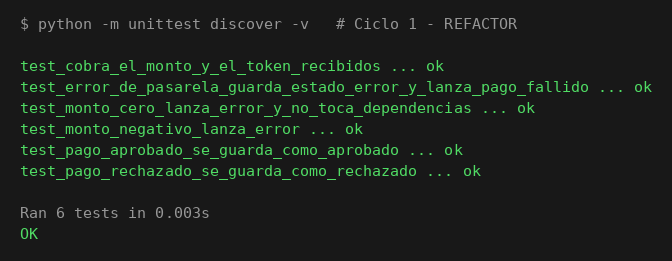 $ python -m unittest discover -v   # Ciclo 1 - REFACTOR
test_cobra_el_monto_y_el_token_recibidos ... ok
test_error_de_pasarela_guarda_estado_error_y_lanza_pago_fallido ... ok
test_monto_cero_lanza_error_y_no_toca_dependencias ... ok
test_monto_negativo_lanza_error ... ok
test_pago_aprobado_se_guarda_como_aprobado ... ok
test_pago_rechazado_se_guarda_como_rechazado ... ok
Ran 6 tests in 0.003s
OK